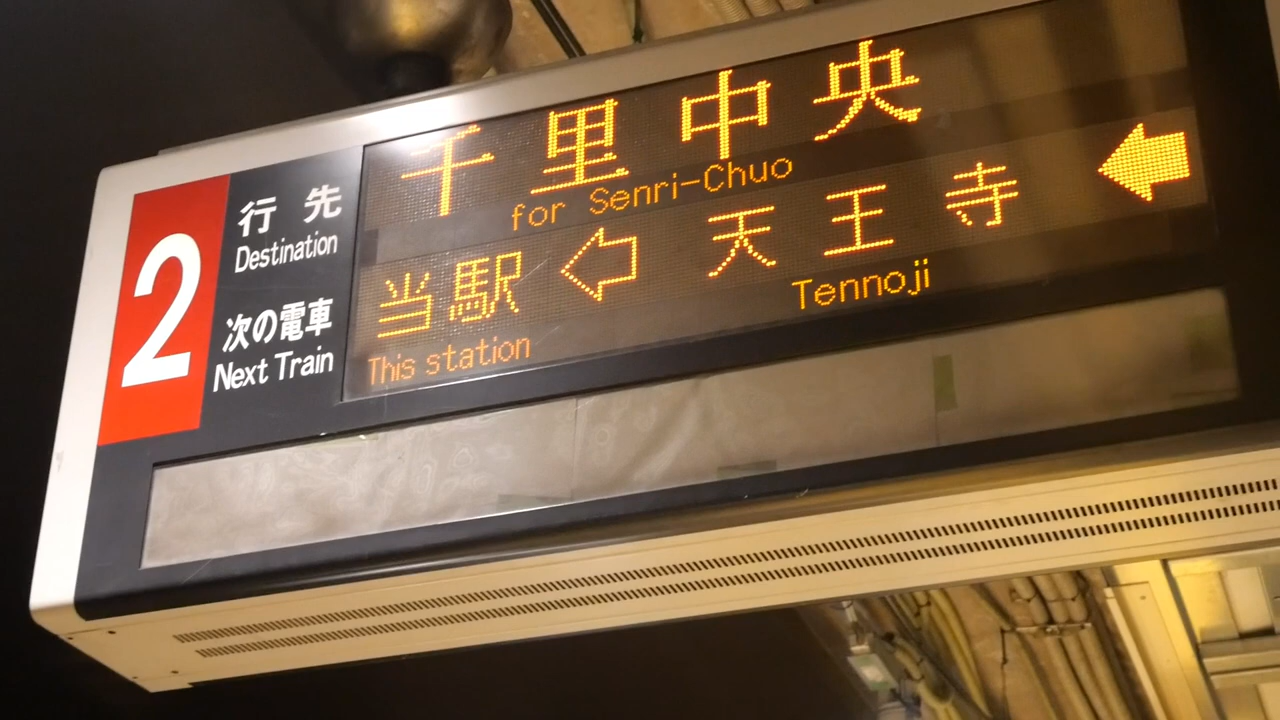 2
行先
Destination
次の電車
Next Train
千里中央
for Senri-Chuo
当駅 ⇦ 天王寺
This station Tennoji